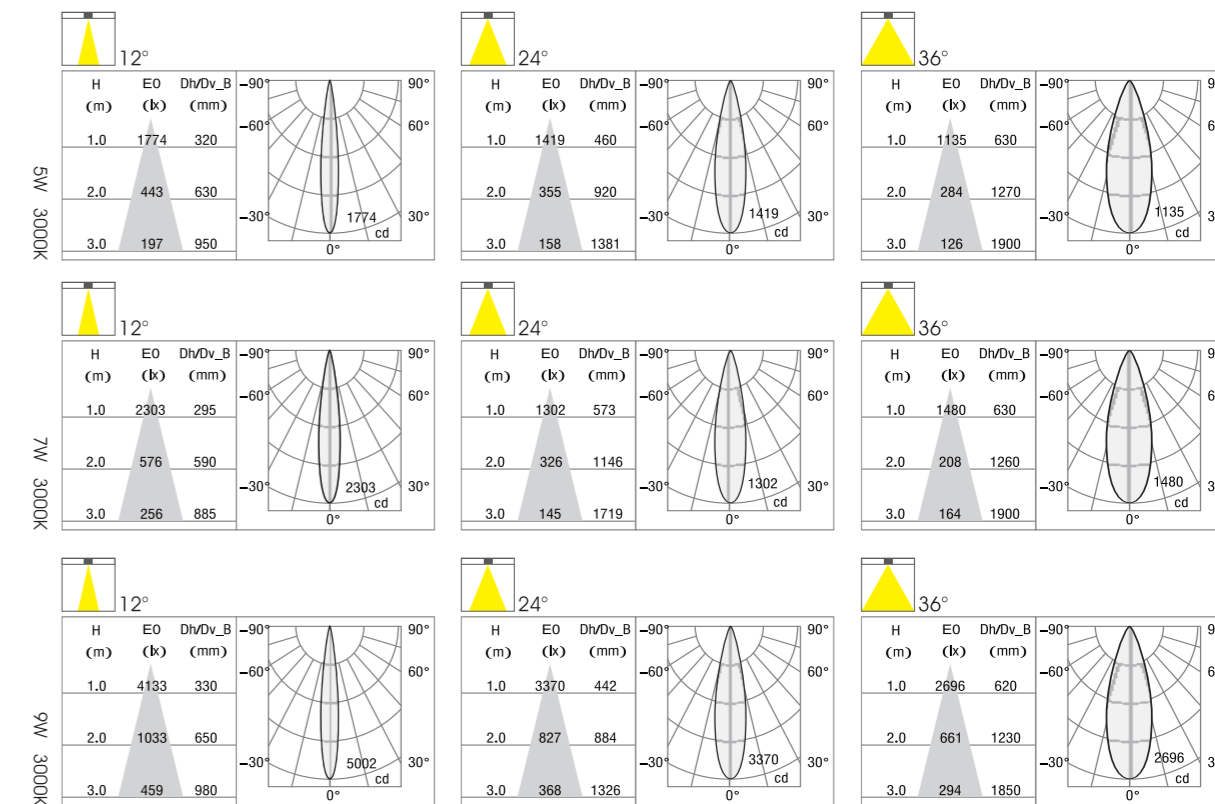 12°
24°
36°
5W 3000K
H E0 Dh/Dv_B
(m) (lx) (mm)
1.0 1774 320
2.0 443 630
3.0 197 950
−90° 90°
−60° 60°
−30° 30°
0°
1774
cd
H E0 Dh/Dv_B
(m) (lx) (mm)
1.0 1419 460
2.0 355 920
3.0 158 1381
−90° 90°
−60° 60°
−30° 30°
0°
1419
cd
H E0 Dh/Dv_B
(m) (lx) (mm)
1.0 1135 630
2.0 284 1270
3.0 126 1900
−90° 9
−60° 6
−30° 3
0°
1135
cd
12°
24°
36°
7W 3000K
H E0 Dh/Dv_B
(m) (lx) (mm)
1.0 2303 295
2.0 576 590
3.0 256 885
−90° 90°
−60° 60°
−30° 30°
0°
2303
cd
H E0 Dh/Dv_B
(m) (lx) (mm)
1.0 1302 573
2.0 326 1146
3.0 145 1719
−90° 90°
−60° 60°
−30° 30°
0°
1302
cd
H E0 Dh/Dv_B
(m) (lx) (mm)
1.0 1480 630
2.0 208 1260
3.0 164 1900
−90° 9
−60° 6
−30° 3
0°
1480
cd
12°
24°
36°
9W 3000K
H E0 Dh/Dv_B
(m) (lx) (mm)
1.0 4133 330
2.0 1033 650
3.0 459 980
−90° 90°
−60° 60°
−30° 30°
0°
5002
cd
H E0 Dh/Dv_B
(m) (lx) (mm)
1.0 3370 442
2.0 827 884
3.0 368 1326
−90° 90°
−60° 60°
−30° 30°
0°
3370
cd
H E0 Dh/Dv_B
(m) (lx) (mm)
1.0 2696 620
2.0 661 1230
3.0 294 1850
−90° 9
−60° 6
−30° 3
0°
2696
cd